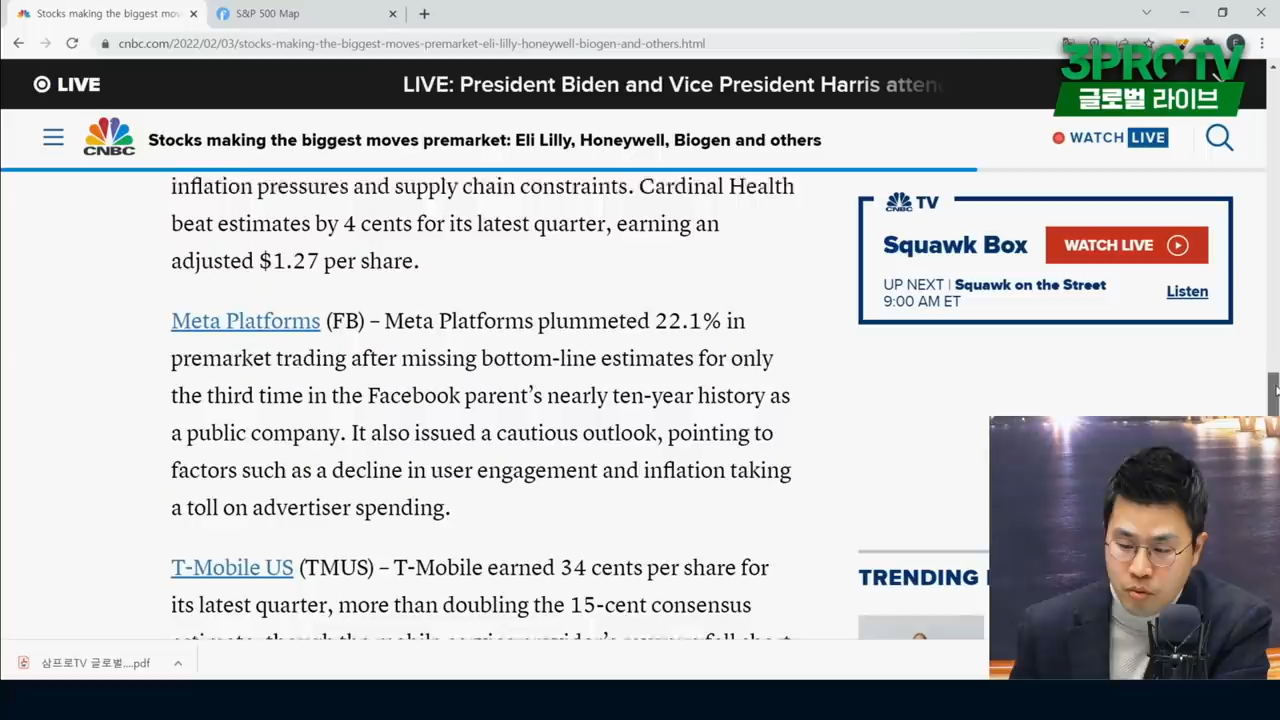 Stocks making the biggest mov
S&P 500 Map
cnbc.com/2022/02/03/stocks-making-the-biggest-moves-premarket-eli-lilly-honeywell-biogen-and-others.html
3PROTV
글로벌 라이브
LIVE
LIVE: President Biden and Vice President Harris atten
CNBC
Stocks making the biggest moves premarket: Eli Lilly, Honeywell, Biogen and others
WATCH LIVE
inflation pressures and supply chain constraints. Cardinal Health
beat estimates by 4 cents for its latest quarter, earning an
adjusted $1.27 per share.
Meta Platforms (FB) – Meta Platforms plummeted 22.1% in
premarket trading after missing bottom-line estimates for only
the third time in the Facebook parent's nearly ten-year history as
a public company. It also issued a cautious outlook, pointing to
factors such as a decline in user engagement and inflation taking
a toll on advertiser spending.
T-Mobile US (TMUS) – T-Mobile earned 34 cents per share for
its latest quarter, more than doubling the 15-cent consensus
CNBC TV
Squawk Box
WATCH LIVE
UP NEXT | Squawk on the Street
9:00 AM ET
Listen
TRENDING
삼프로TV 글로벌....pdf